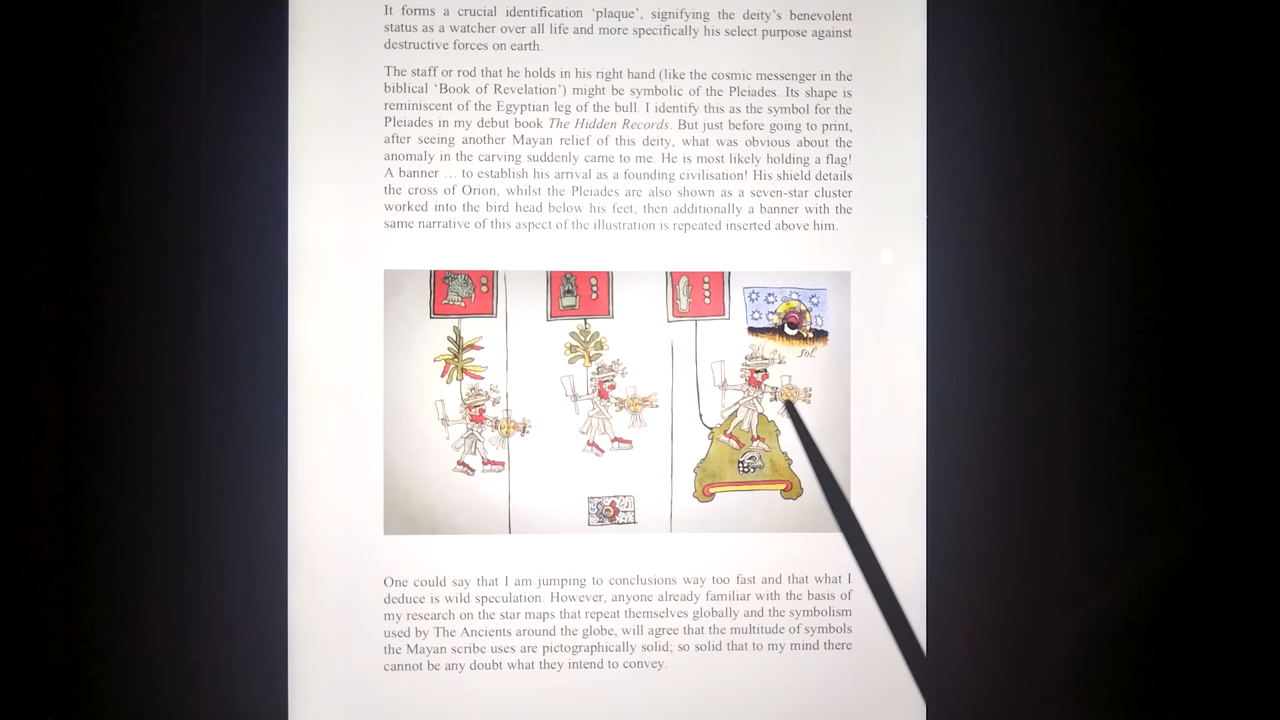 It forms a crucial identification ‘plaque’, signifying the deity’s benevolent
status as a watcher over all life and more specifically his select purpose against
destructive forces on earth.
The staff or rod that he holds in his right hand (like the cosmic messenger in the
biblical ‘Book of Revelation’) might be symbolic of the Pleiades. Its shape is
reminiscent of the Egyptian leg of the bull. I identify this as the symbol for the
Pleiades in my debut book The Hidden Records. But just before going to print,
after seeing another Mayan relief of this deity, what was obvious about the
anomaly in the carving suddenly came to me. He is most likely holding a flag!
A banner … to establish his arrival as a founding civilisation! His shield details
the cross of Orion, whilst the Pleiades are also shown as a seven-star cluster
worked into the bird head below his feet; then additionally a banner with the
same narrative of this aspect of the illustration is repeated inserted above him.
sol
One could say that I am jumping to conclusions way too fast and that what I
deduce is wild speculation. However, anyone already familiar with the basis of
my research on the star maps that repeat themselves globally and the symbolism
used by The Ancients around the globe, will agree that the multitude of symbols
the Mayan scribe uses are pictographically solid; so solid that to my mind there
cannot be any doubt what they intend to convey.